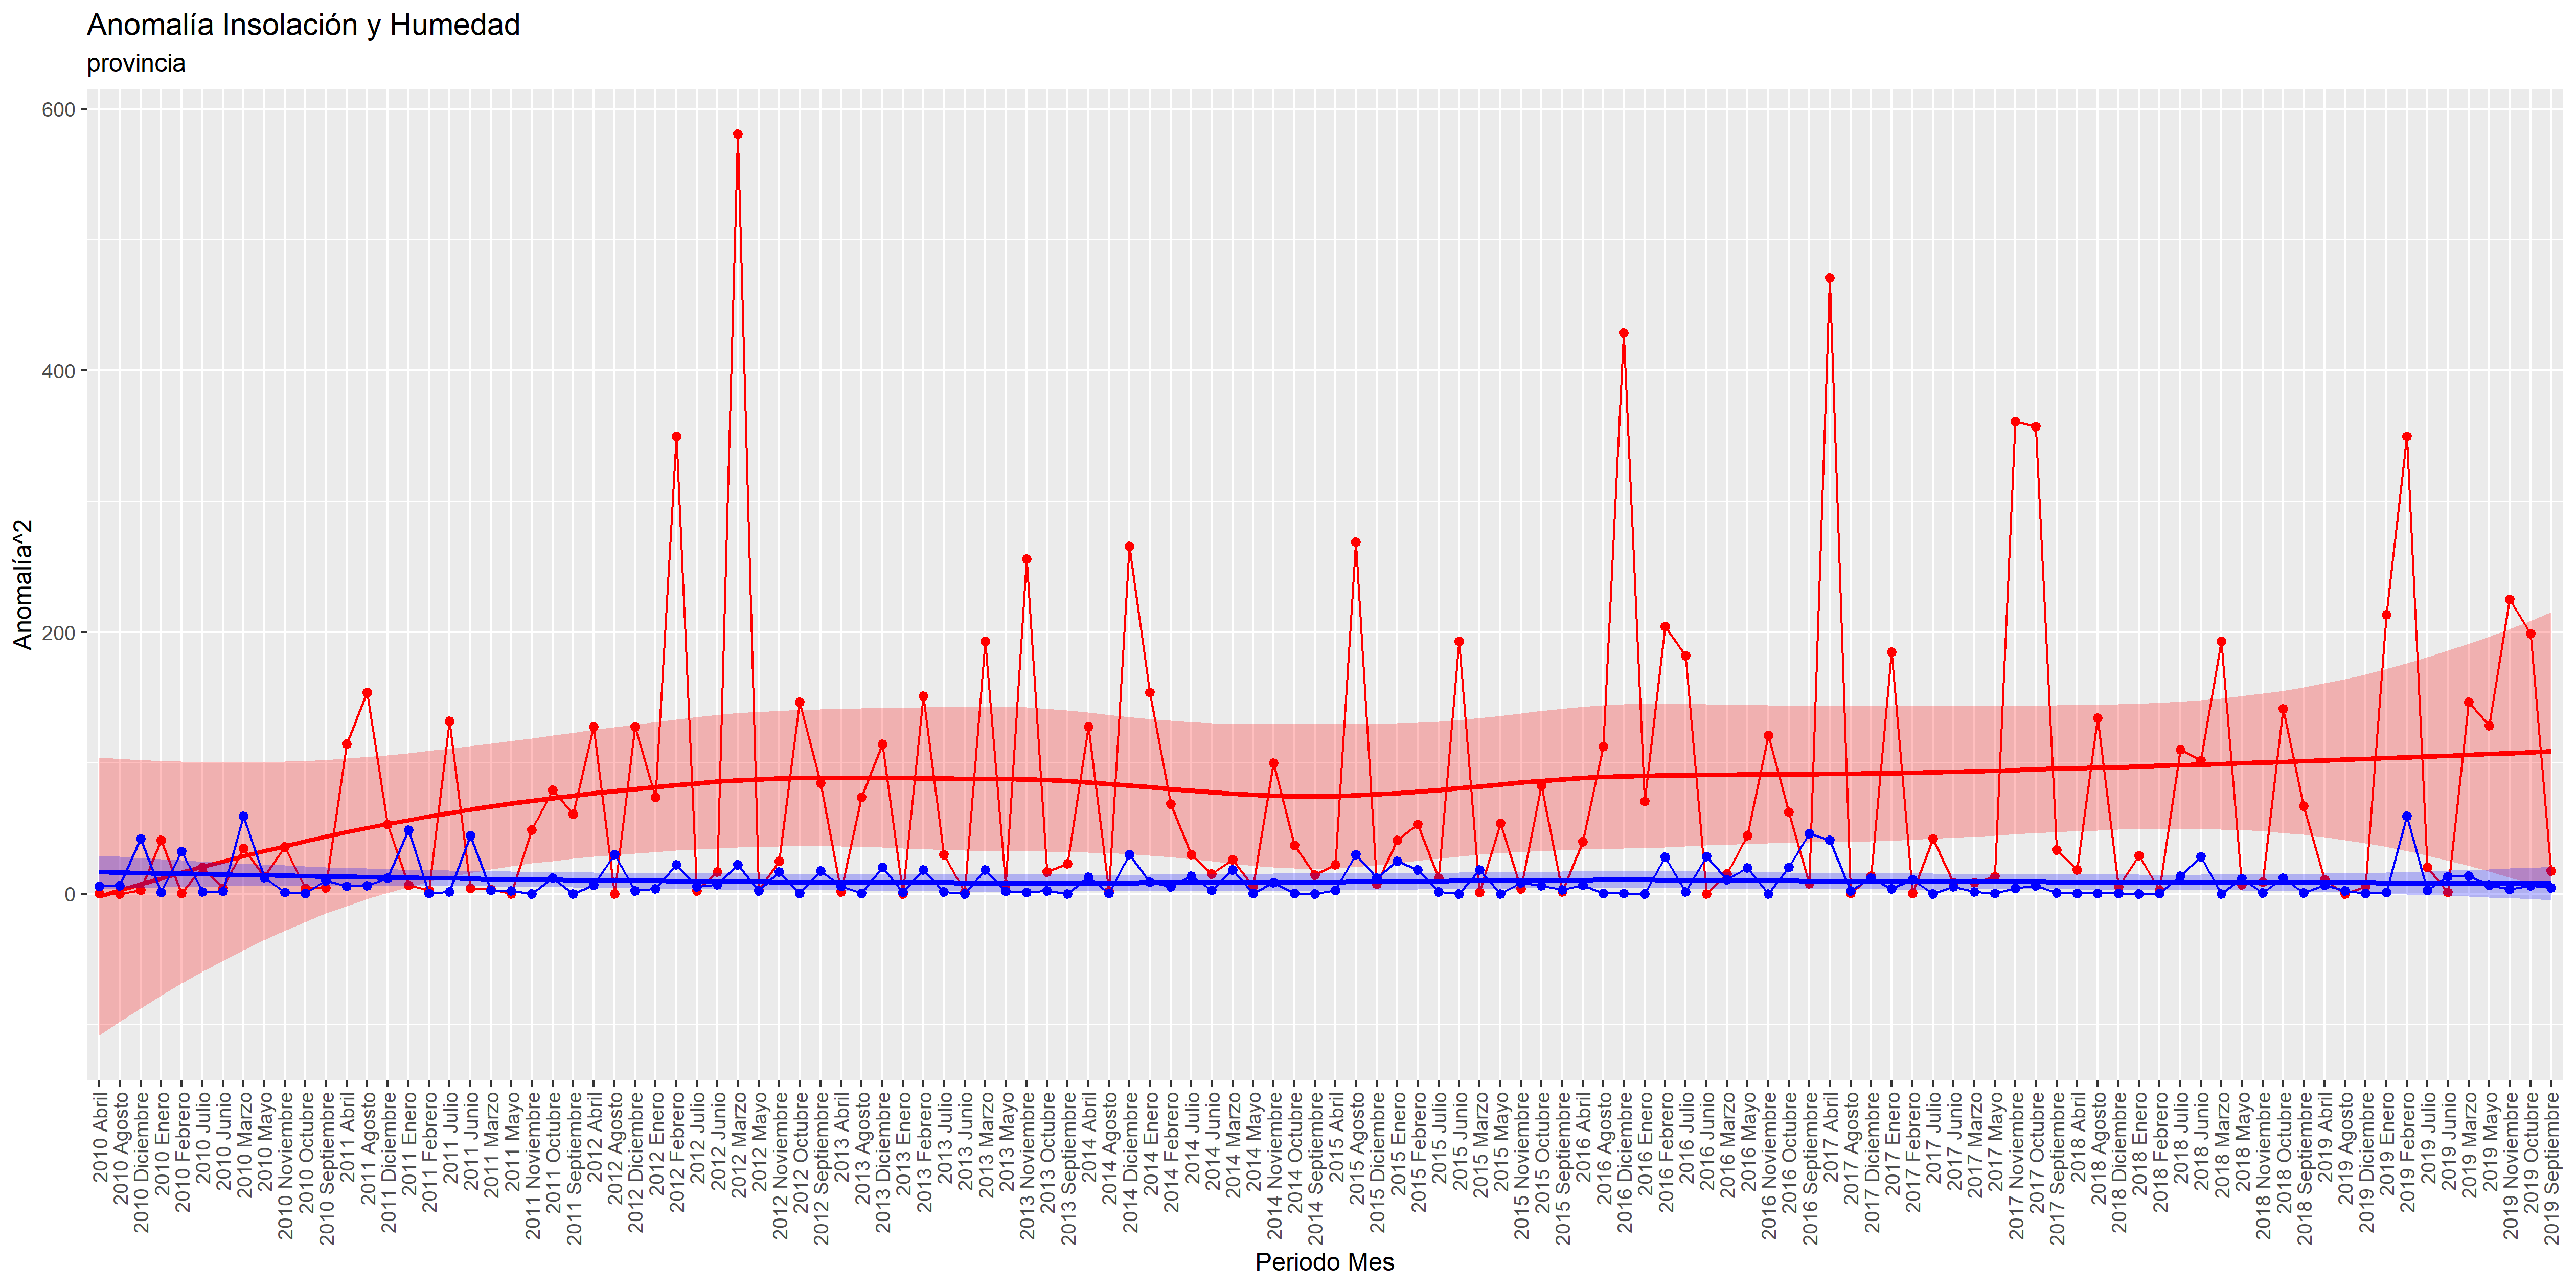 Anomalía Insolación y Humedad
provincia
Anomalía^2
600
400
200
0
2010 Abril
2010 Agosto
2010 Diciembre
2010 Enero
2010 Febrero
2010 Julio
2010 Junio
2010 Marzo
2010 Mayo
2010 Noviembre
2010 Octubre
2010 Septiembre
2011 Abril
2011 Agosto
2011 Diciembre
2011 Enero
2011 Febrero
2011 Julio
2011 Junio
2011 Marzo
2011 Mayo
2011 Noviembre
2011 Octubre
2011 Septiembre
2012 Abril
2012 Agosto
2012 Diciembre
2012 Enero
2012 Febrero
2012 Julio
2012 Junio
2012 Marzo
2012 Mayo
2012 Noviembre
2012 Octubre
2012 Septiembre
2013 Abril
2013 Agosto
2013 Diciembre
2013 Enero
2013 Febrero
2013 Julio
2013 Junio
2013 Marzo
2013 Mayo
2013 Noviembre
2013 Octubre
2013 Septiembre
2014 Abril
2014 Agosto
2014 Diciembre
2014 Enero
2014 Febrero
2014 Julio
2014 Junio
2014 Marzo
2014 Mayo
2014 Noviembre
2014 Octubre
2014 Septiembre
2015 Abril
2015 Agosto
2015 Diciembre
2015 Enero
2015 Febrero
2015 Julio
2015 Junio
2015 Marzo
2015 Mayo
2015 Noviembre
2015 Octubre
2015 Septiembre
2016 Abril
2016 Agosto
2016 Diciembre
2016 Enero
2016 Febrero
2016 Julio
2016 Junio
2016 Marzo
2016 Mayo
2016 Noviembre
2016 Octubre
2016 Septiembre
2017 Abril
2017 Agosto
2017 Diciembre
2017 Enero
2017 Febrero
2017 Julio
2017 Junio
2017 Marzo
2017 Mayo
2017 Noviembre
2017 Octubre
2017 Septiembre
2018 Abril
2018 Agosto
2018 Diciembre
2018 Enero
2018 Febrero
2018 Julio
2018 Junio
2018 Marzo
2018 Mayo
2018 Noviembre
2018 Octubre
2018 Septiembre
2019 Abril
2019 Agosto
2019 Diciembre
2019 Enero
2019 Febrero
2019 Julio
2019 Junio
2019 Marzo
2019 Mayo
2019 Noviembre
2019 Octubre
2019 Septiembre
Periodo Mes